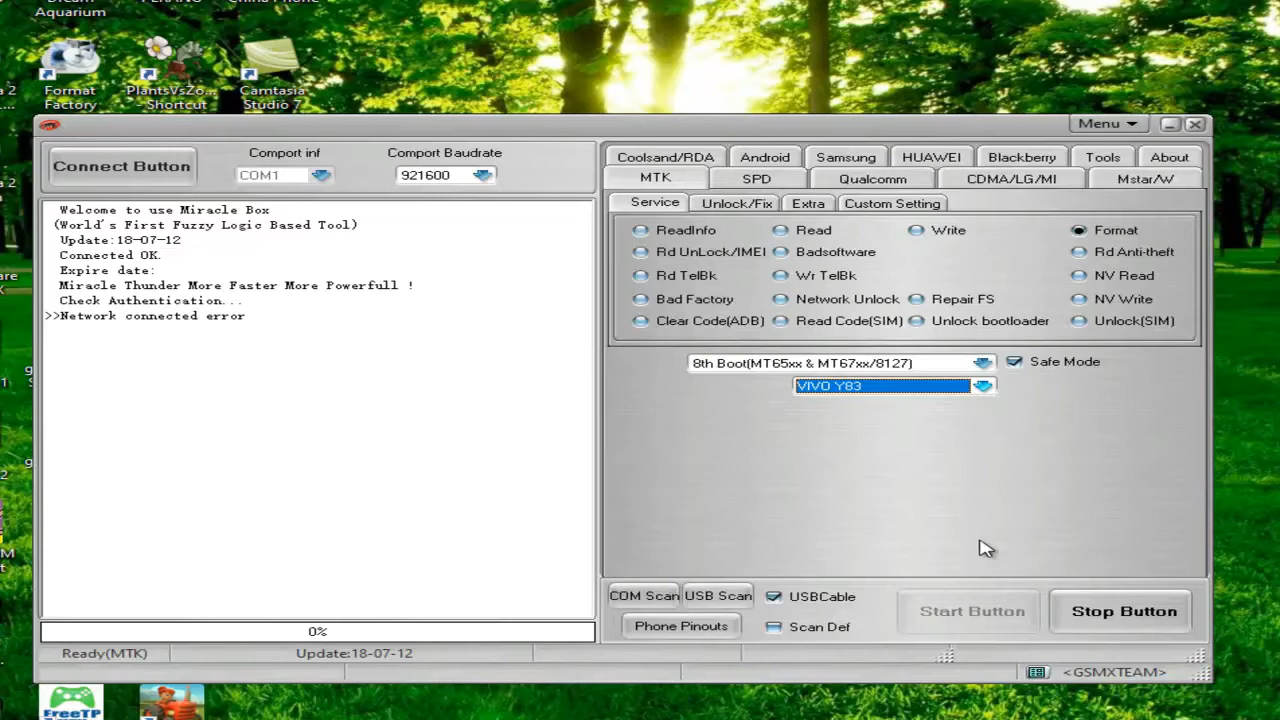 Dream
Aquarium
Format
Factory
PlantsVsZo...
- Shortcut
Camtasia
Studio 7
Menu
Connect Button
Comport inf
COM1
Comport Baudrate
921600
Welcome to use Miracle Box
(World's First Fuzzy Logic Based Tool)
Update:18-07-12
Connected OK.
Expire date:
Miracle Thunder More Faster More Powerfull !
Check Authentication...
>>Network connected error
0%
Ready(MTK)
Update:18-07-12
Coolsand/RDA Android Samsung HUAWEI Blackberry Tools About
MTK SPD Qualcomm CDMA/LG/MI Mstar/W
Service Unlock/Fix Extra Custom Setting
ReadInfo Read Write Format
Rd UnLock/IMEI Badsoftware Rd Anti-theft
Rd TelBk Wr TelBk NV Read
Bad Factory Network Unlock Repair FS NV Write
Clear Code(ADB) Read Code(SIM) Unlock bootloader Unlock(SIM)
8th Boot(MT65xx & MT67xx/8127) Safe Mode
VIVO Y83
COM Scan USB Scan USBCable
Phone Pinouts Scan Def
Start Button Stop Button
<GSMXTEAM>
FreeTP